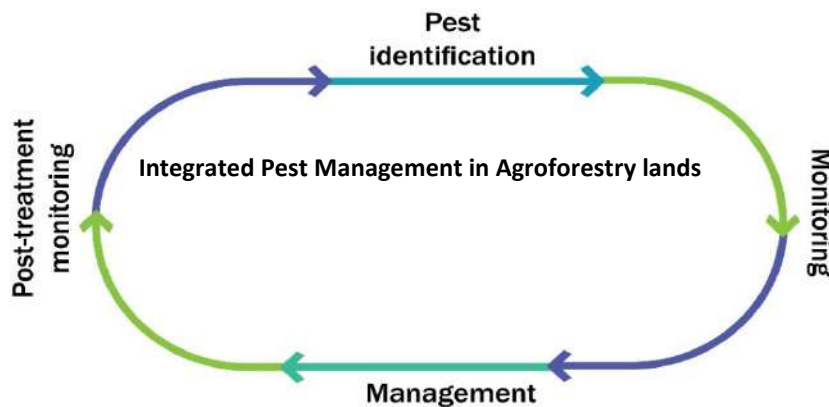 Pest
identification
Integrated Pest Management in Agroforestry lands
Monitoring
Management
Post-treatment
monitoring